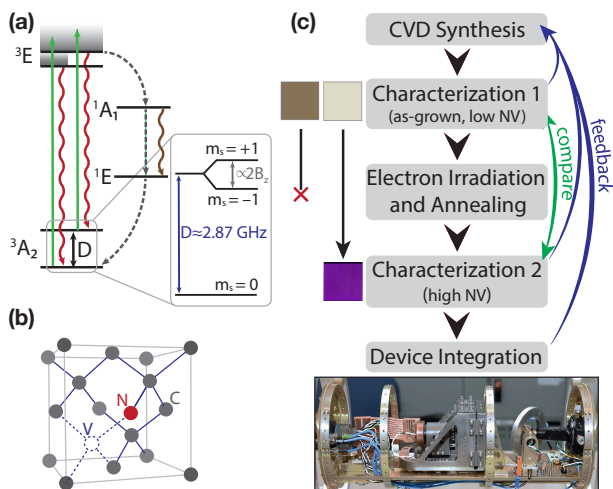 (a)
³E
¹A₁
¹E
³A₂
D
mₛ = +1
∝2B_z
mₛ = −1
D≈2.87 GHz
mₛ = 0
(b)
N
C
V
(c)
CVD Synthesis
Characterization 1
(as-grown, low NV)
Electron Irradiation
and Annealing
Characterization 2
(high NV)
Device Integration
compare
feedback